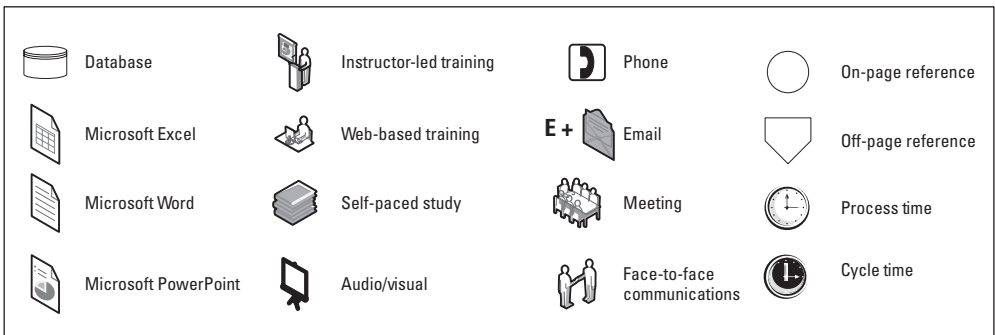 Database
Instructor-led training
Phone
On-page reference
Microsoft Excel
Web-based training
E +
Email
Off-page reference
Microsoft Word
Self-paced study
Meeting
Process time
Microsoft PowerPoint
Audio/visual
Face-to-face
communications
Cycle time